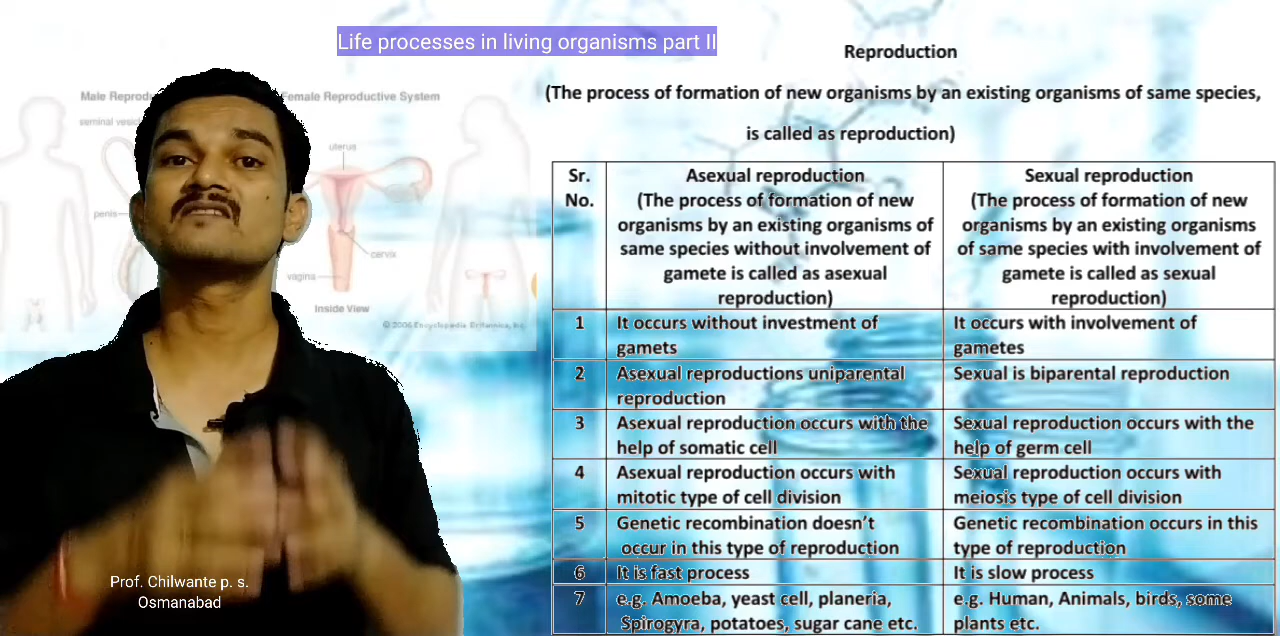 Life processes in living organisms part II
Reproduction
(The process of formation of new organisms by an existing organisms of same species,
is called as reproduction)
Male Reprod
Female Reproductive System
seminal vesic
uterus
penis
cervix
vagina
Inside View
© 2006 Encyclopædia Britannica, Inc.
Sr.
No.
Asexual reproduction
(The process of formation of new
organisms by an existing organisms of
same species without involvement of
gamete is called as asexual
reproduction)
Sexual reproduction
(The process of formation of new
organisms by an existing organisms
of same species with involvement of
gamete is called as sexual
reproduction)
1
It occurs without investment of
gamets
It occurs with involvement of
gametes
2
Asexual reproductions uniparental
reproduction
Sexual is biparental reproduction
3
Asexual reproduction occurs with the
help of somatic cell
Sexual reproduction occurs with the
help of germ cell
4
Asexual reproduction occurs with
mitotic type of cell division
Sexual reproduction occurs with
meiosis type of cell division
5
Genetic recombination doesn't
occur in this type of reproduction
Genetic recombination occurs in this
type of reproduction
6
It is fast process
It is slow process
7
e.g. Amoeba, yeast cell, planeria,
Spirogyra, potatoes, sugar cane etc.
e.g. Human, Animals, birds, some
plants etc.
Prof. Chilwante p. s.
Osmanabad